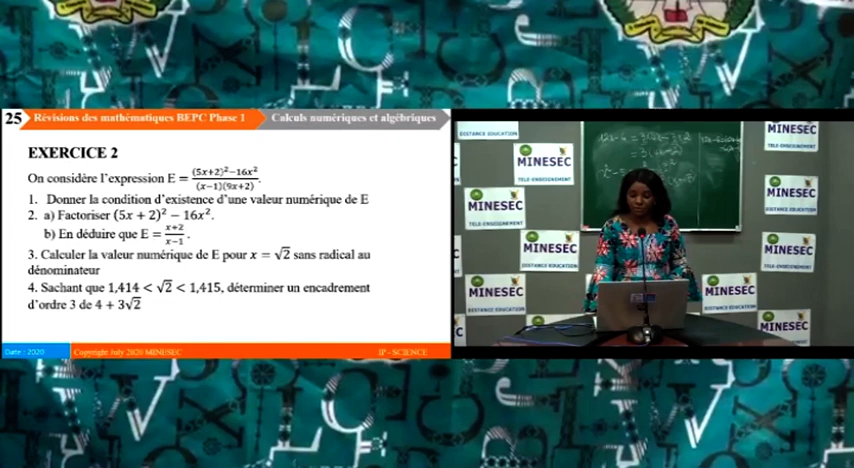 25 Révisions des mathématiques BEPC Phase 1 Calculs numériques et algébriques
EXERCICE 2
On considère l'expression E = \frac{(5x+2)²−16x²}{(x−1)(9x+2)}.
1. Donner la condition d'existence d'une valeur numérique de E
2. a) Factoriser (5x + 2)² − 16x².
b) En déduire que E = \frac{x+2}{x−1}.
3. Calculer la valeur numérique de E pour x = √2 sans radical au
dénominateur
4. Sachant que 1,414 < √2 < 1,415, déterminer un encadrement
d'ordre 3 de 4 + 3√2
Date : 2020 Copyright July 2020 MINESEC IP - SCIENCE
DISTANCE EDUCATION
MINESEC
TELE-ENSEIGNEMENT
MINESEC
TELE-ENSEIGNEMENT
MINESEC
TELE-ENSEIGNEMENT
MINESEC
DISTANCE EDUCATION
MINESEC
DISTANCE EDUCATION
MINESEC
TELE-ENSEIGNEMENT
MINESEC
DISTANCE EDUCATION
MINESEC
DISTANCE EDUCATION
MINESEC